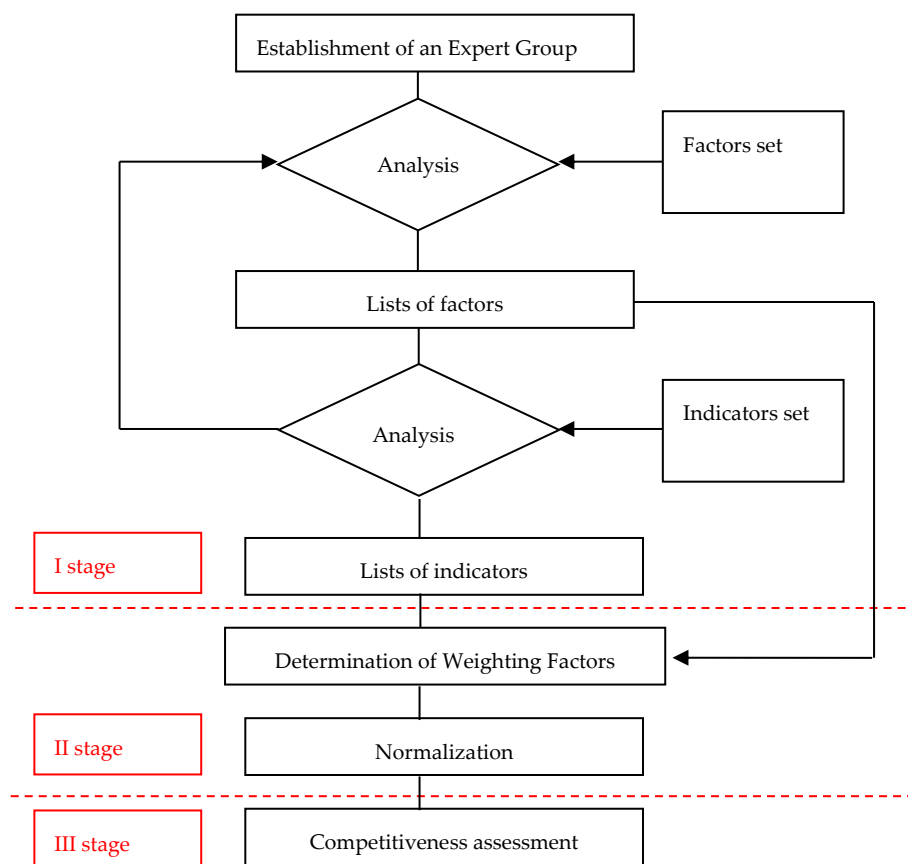 Establishment of an Expert Group
Analysis
Factors set
Lists of factors
Analysis
Indicators set
I stage
Lists of indicators
Determination of Weighting Factors
II stage
Normalization
III stage
Competitiveness assessment